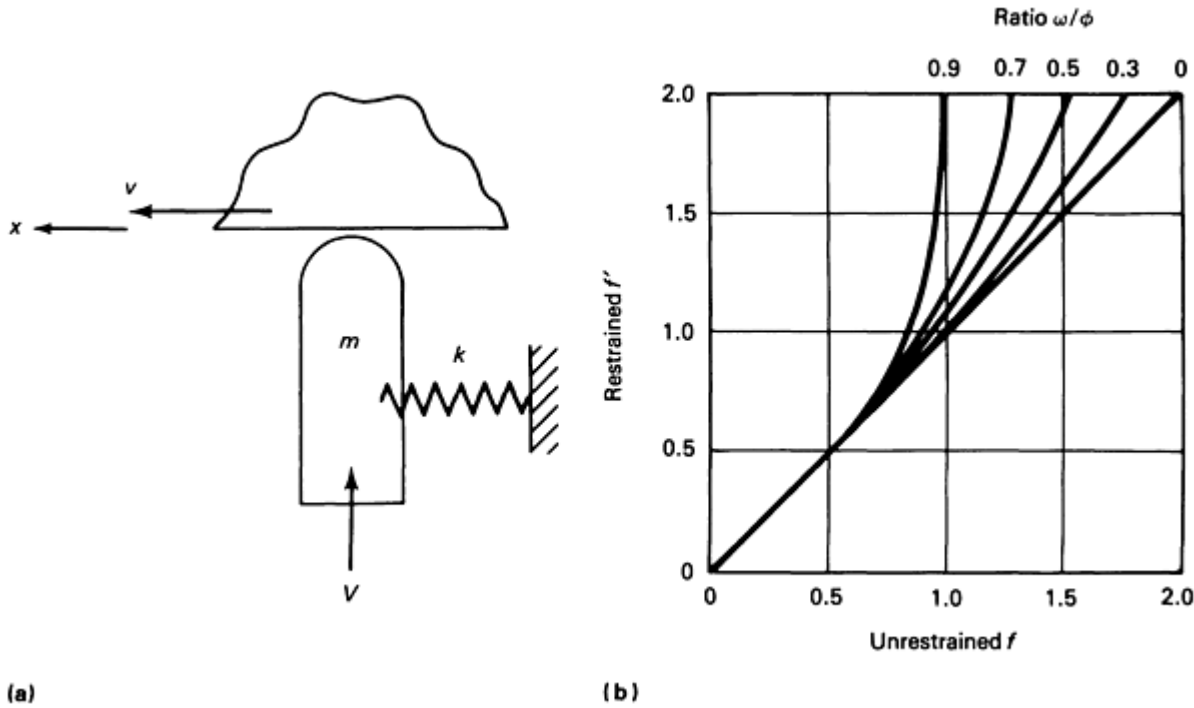 v
x
m
k
V
(a)
Ratio ω/ϕ
0.9 0.7 0.5 0.3 0
2.0
1.5
1.0
0.5
0
Restrained f′
0 0.5 1.0 1.5 2.0
Unrestrained f
(b)